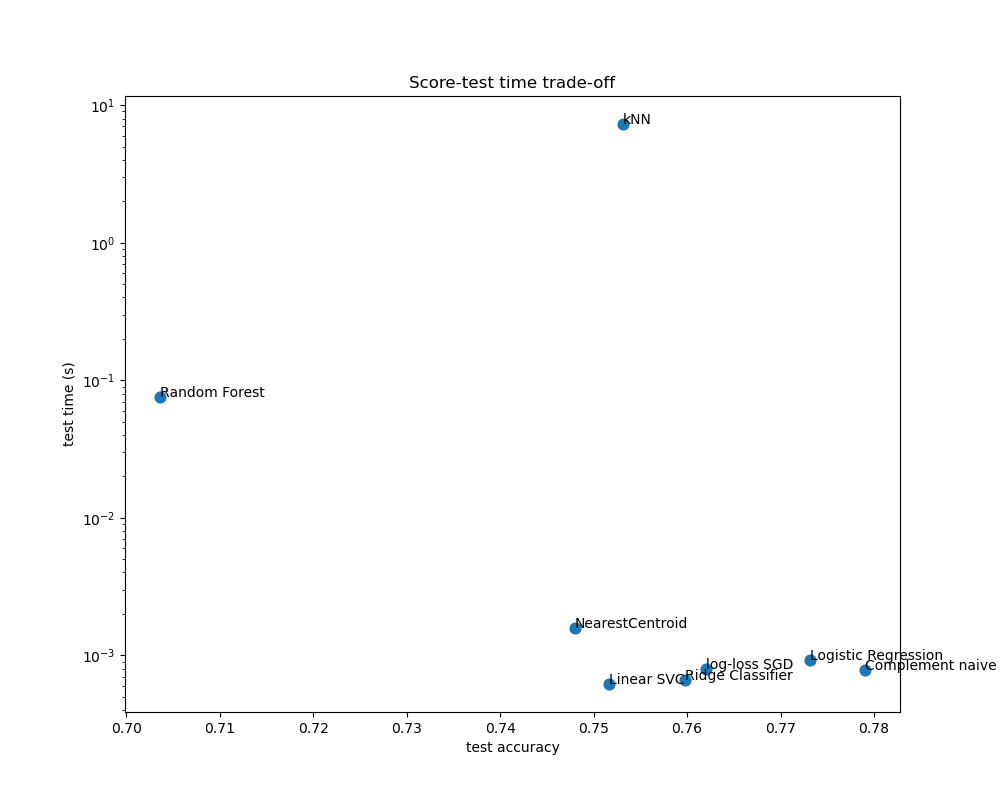 Score-test time trade-off
10¹
kNN
10⁰
test time (s)
10⁻¹
Random Forest
10⁻²
NearestCentroid
10⁻³
Logistic Regression
log-loss SGD
Complement naive
Ridge Classifier
Linear SVC
0.70 0.71 0.72 0.73 0.74 0.75 0.76 0.77 0.78
test accuracy